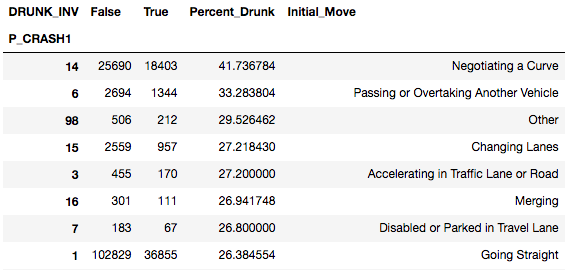 DRUNK_INV False True Percent_Drunk Initial_Move
P_CRASH1
14 25690 18403 41.736784 Negotiating a Curve
6 2694 1344 33.283804 Passing or Overtaking Another Vehicle
98 506 212 29.526462 Other
15 2559 957 27.218430 Changing Lanes
3 455 170 27.200000 Accelerating in Traffic Lane or Road
16 301 111 26.941748 Merging
7 183 67 26.800000 Disabled or Parked in Travel Lane
1 102829 36855 26.384554 Going Straight